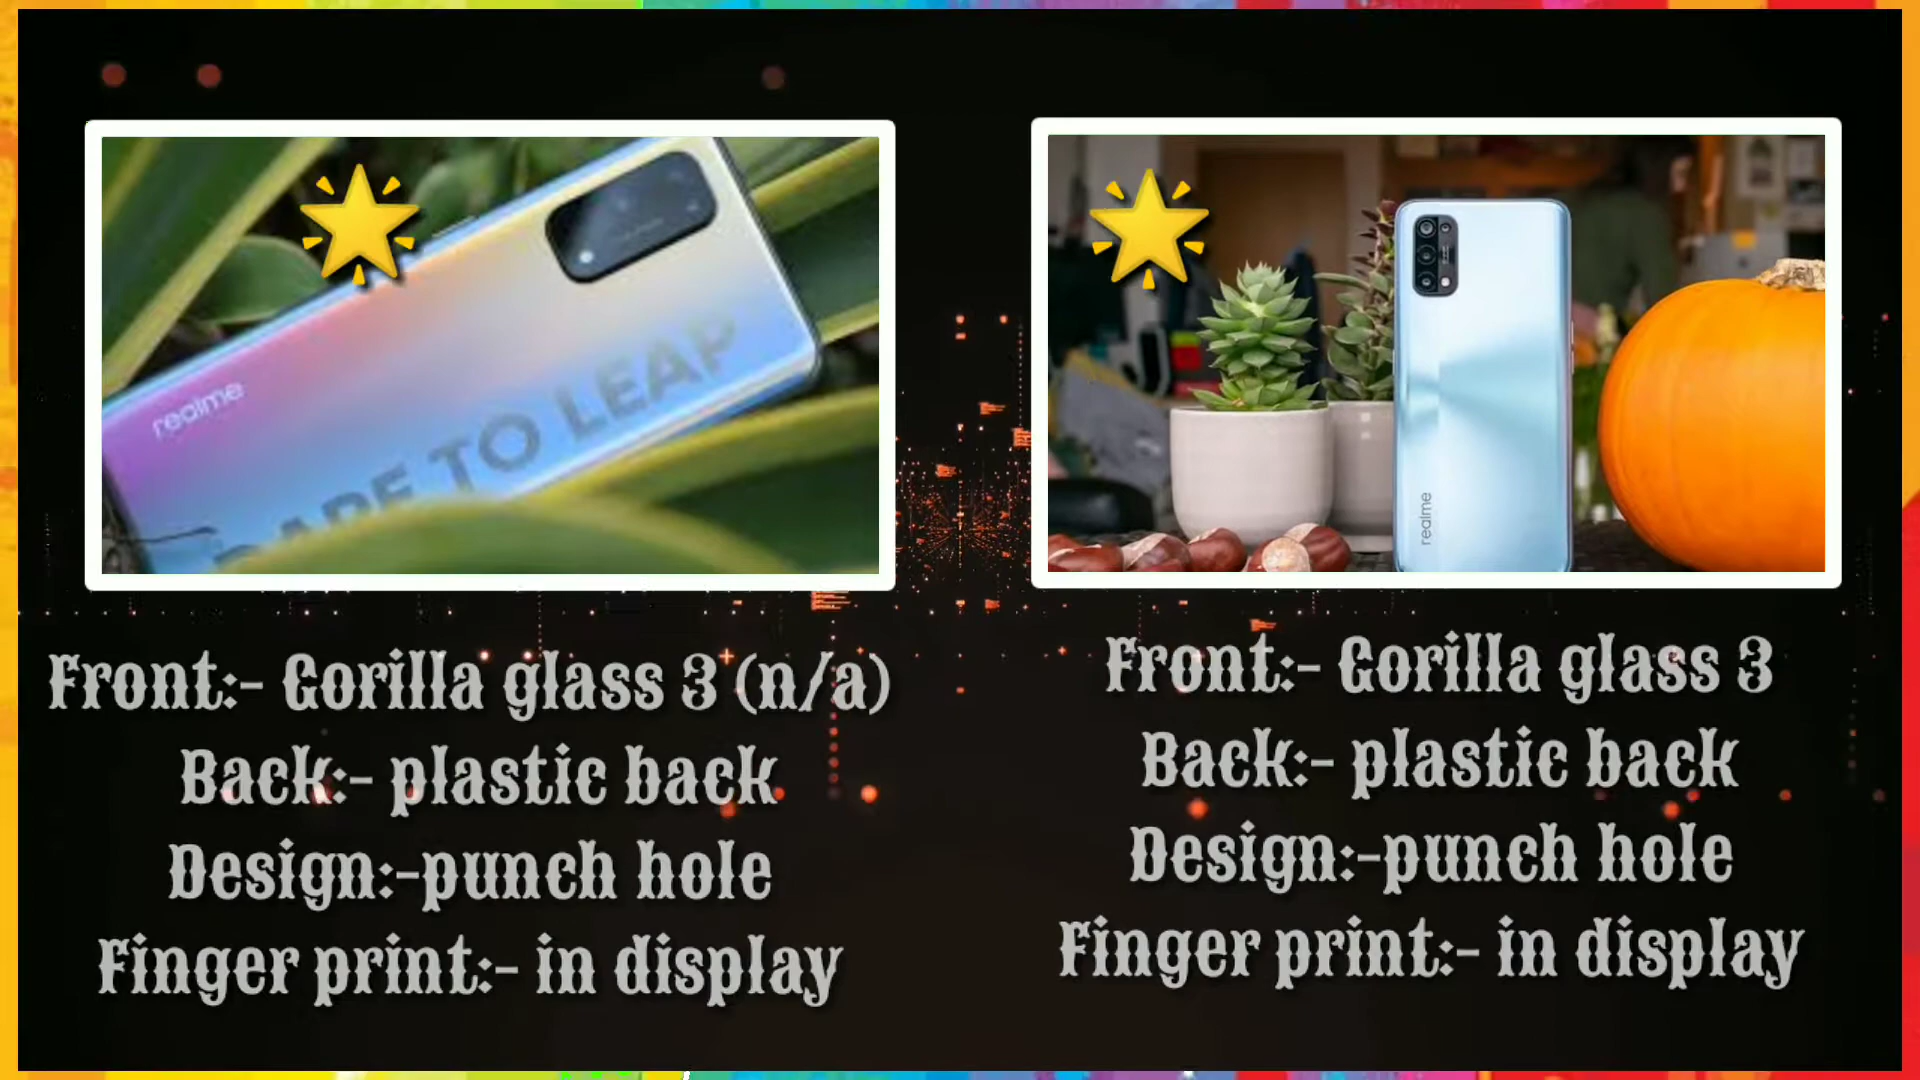 realme
DARE TO LEAP
realme
Front:- Gorilla glass 3 (n/a)
Back:- plastic back
Design:-punch hole
Finger print:- in display
Front:- Gorilla glass 3
Back:- plastic back
Design:-punch hole
Finger print:- in display